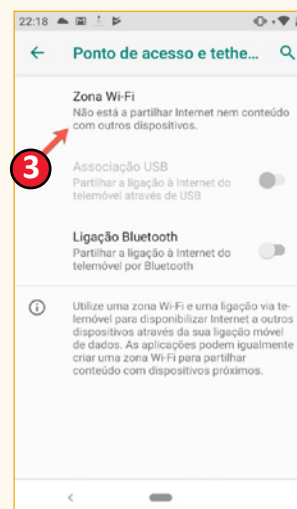 22:18
Ponto de acesso e tethe...
Zona Wi-Fi
Não está a partilhar Internet nem conteúdo
com outros dispositivos.
3
Associação USB
Partilhar a ligação à Internet do
telemóvel através de USB
Ligação Bluetooth
Partilhar a ligação à Internet do
telemóvel por Bluetooth
Utilize uma zona Wi-Fi e uma ligação via te-
lemóvel para disponibilizar Internet a outros
dispositivos através da sua ligação móvel
de dados. As aplicações podem igualmente
criar uma zona Wi-Fi para partilhar
conteúdo com dispositivos próximos.